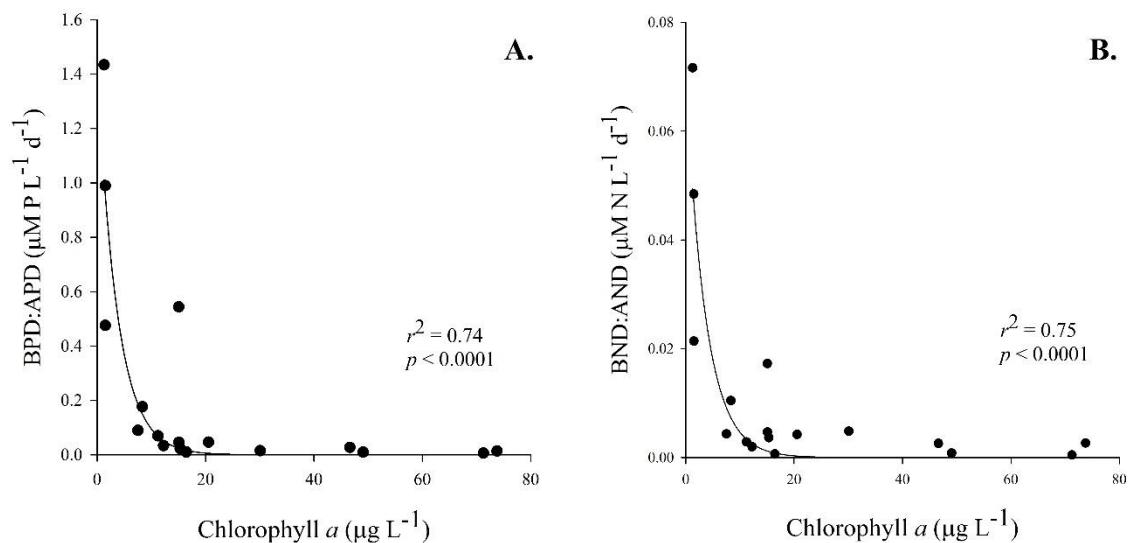 A.
BPD:APD (µM P L⁻¹ d⁻¹)
1.6
1.4
1.2
1.0
0.8
0.6
0.4
0.2
0.0
r² = 0.74
p < 0.0001
0 20 40 60 80
Chlorophyll a (µg L⁻¹)
B.
BND:AND (µM N L⁻¹ d⁻¹)
0.08
0.06
0.04
0.02
0.00
r² = 0.75
p < 0.0001
0 20 40 60 80
Chlorophyll a (µg L⁻¹)